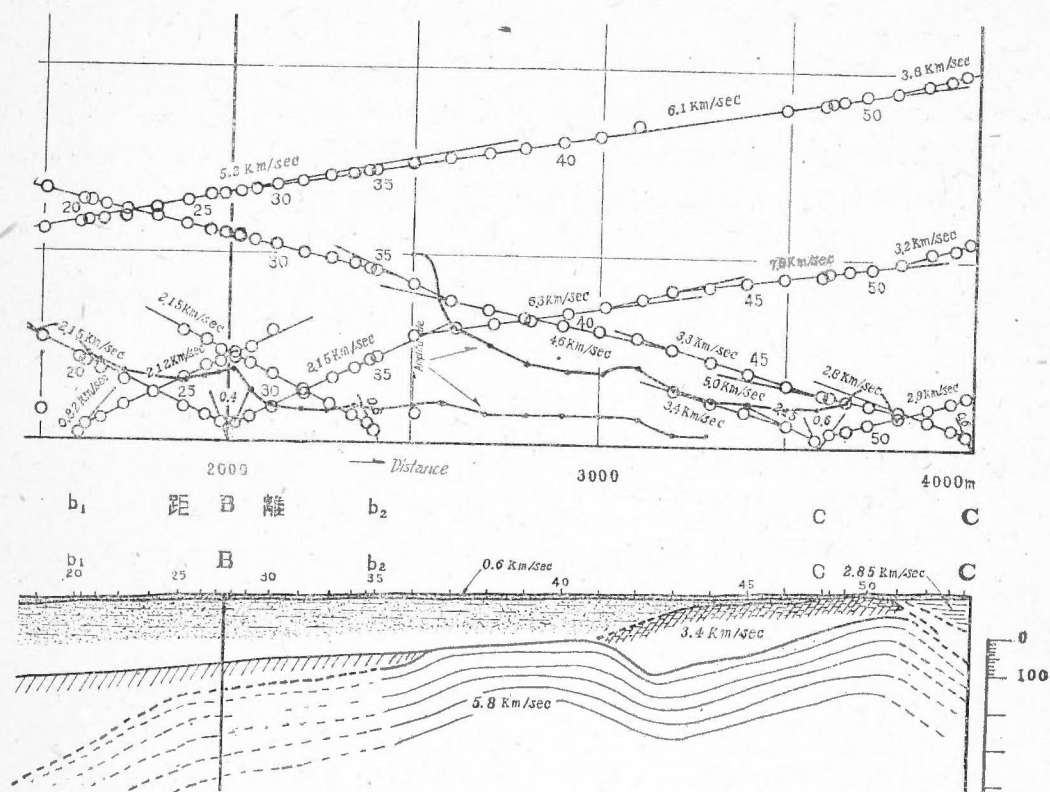 3.8 Km/sec
6.1 Km/sec
50
5.2 Km/sec
40
35
20 25 30
3.2 Km/sec
35
7.8 Km/sec
30
50
45
2.15 Km/sec
6.3 Km/sec
40
2.15 Km/sec
4.6 Km/sec
3.3 Km/sec
45
2.12 Km/sec
2.15 Km/sec
Amplitude
20
35
5.0 Km/sec
2.8 Km/sec
2.9 Km/sec
25 30
0.4
3.4 Km/sec
0.6
50
2000
Distance
3000
4000m
b₁ 距 B 離 b₂ C C
b₁ B b₂ C C
20 25 30 35 40 45 50
0.6 Km/sec
2.85 Km/sec
3.4 Km/sec
0
100
5.8 Km/sec